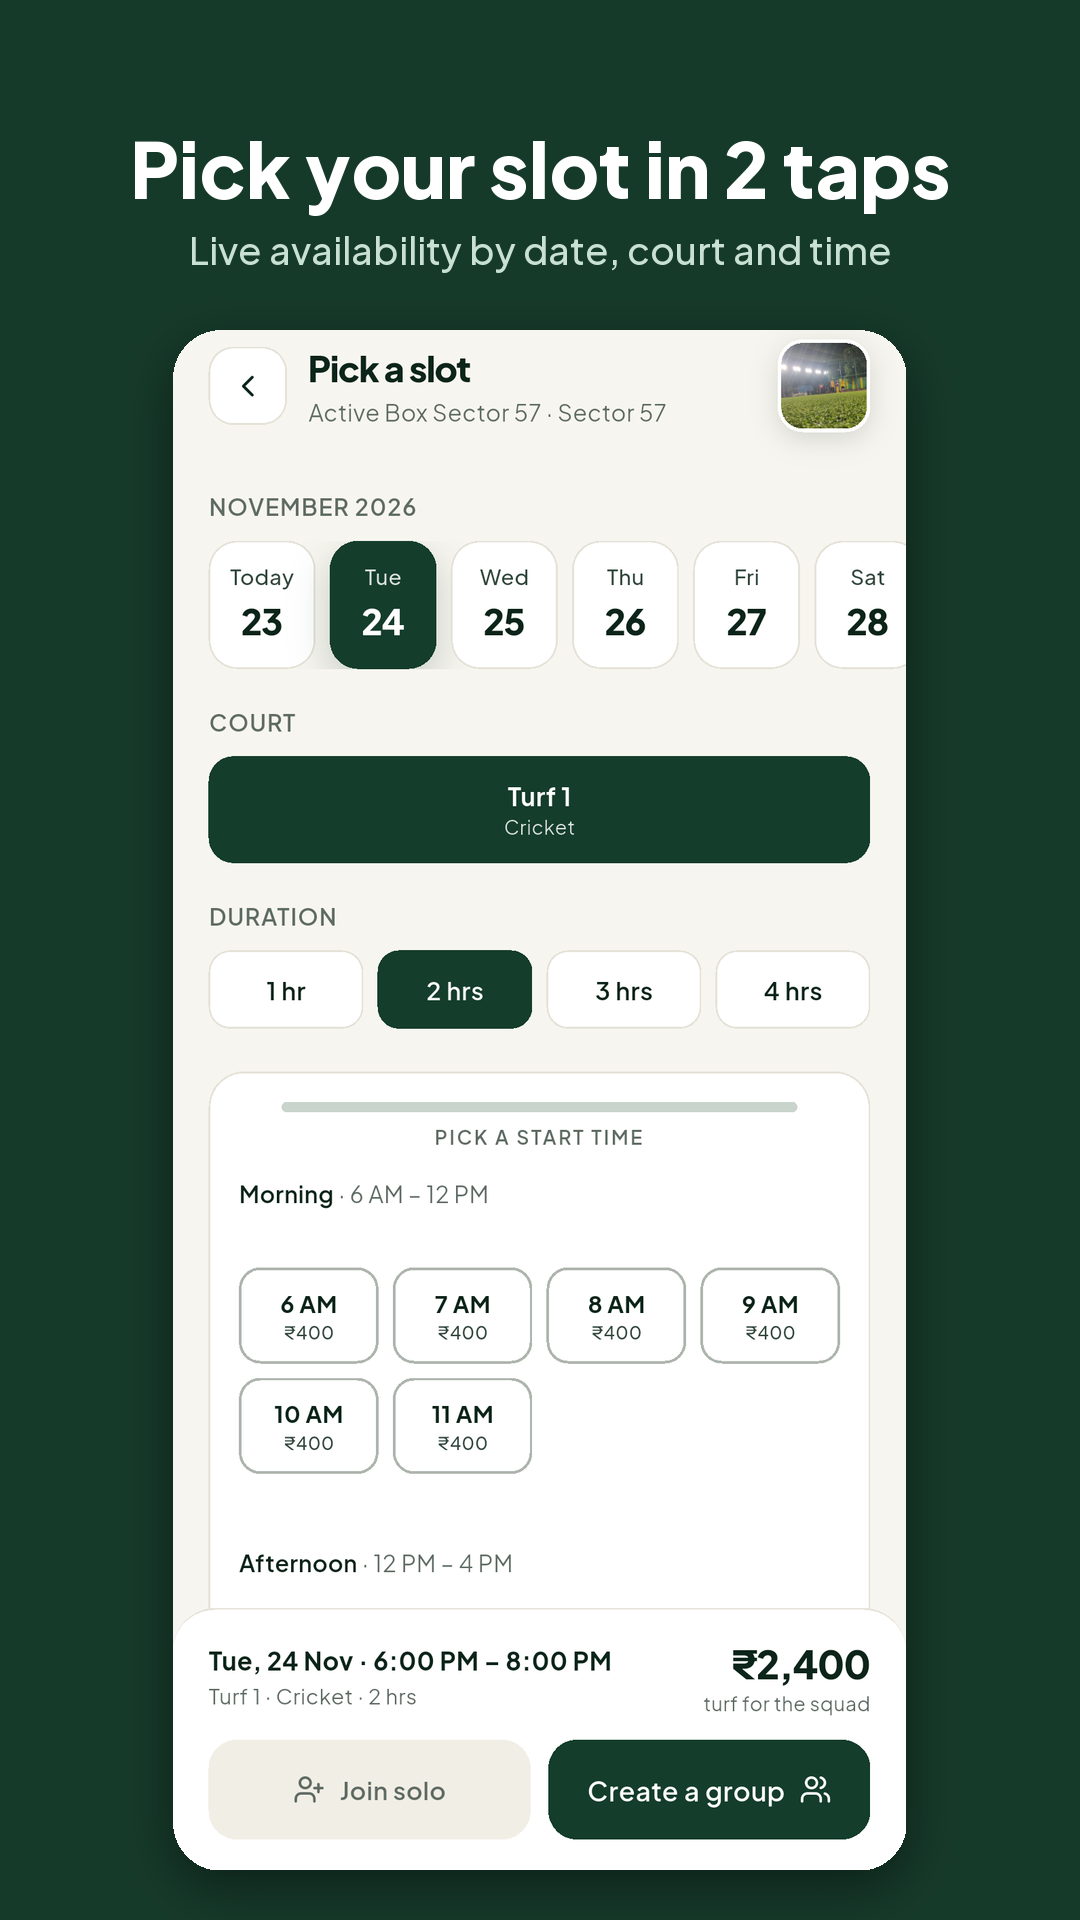 Pick your slot in 2 taps
Live availability by date, court and time
Pick a slot
Active Box Sector 57 · Sector 57
NOVEMBER 2026
Today Tue Wed Thu Fri Sat
23 24 25 26 27 28
COURT
Turf 1
Cricket
DURATION
1 hr 2 hrs 3 hrs 4 hrs
PICK A START TIME
Morning · 6 AM – 12 PM
6 AM 7 AM 8 AM 9 AM
₹400 ₹400 ₹400 ₹400
10 AM 11 AM
₹400 ₹400
Afternoon · 12 PM – 4 PM
Tue, 24 Nov · 6:00 PM – 8:00 PM ₹2,400
Turf 1 · Cricket · 2 hrs turf for the squad
Join solo Create a group